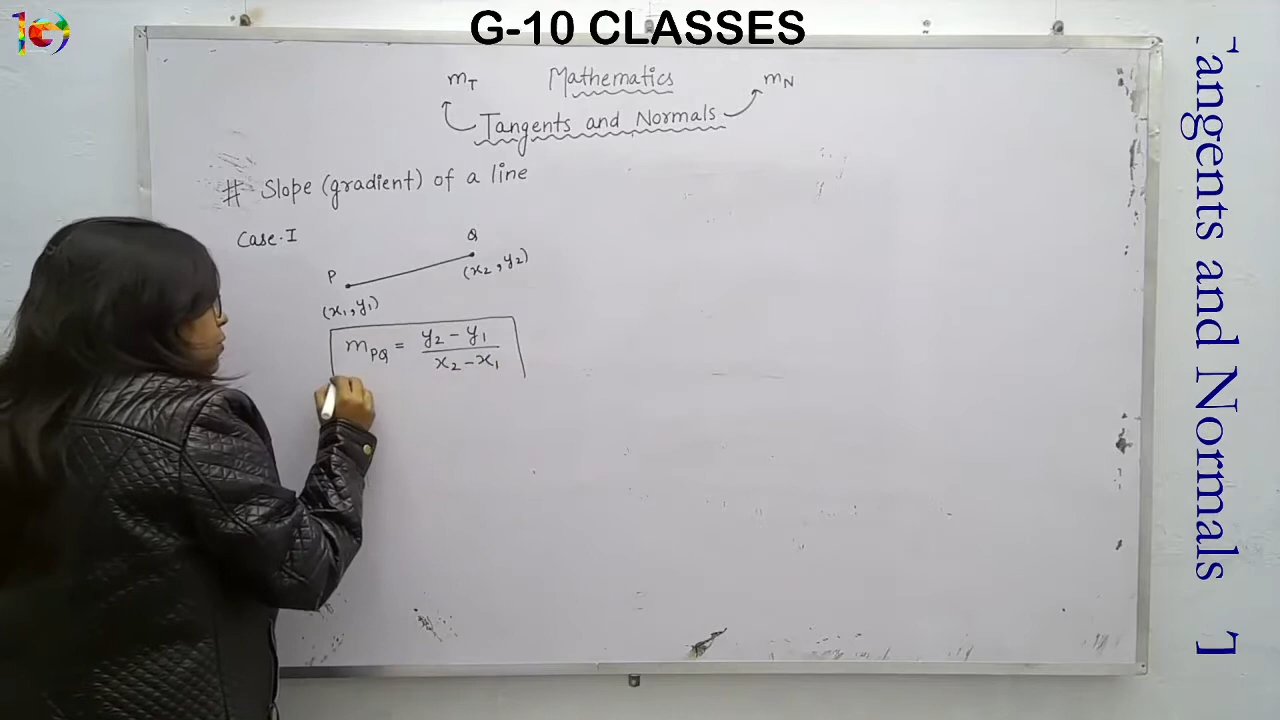 G-10 CLASSES
m_T Mathematics m_N
Tangents and Normals
# Slope (gradient) of a line
Case-I
P Q
(x₁, y₁) (x₂, y₂)
m_PQ = (y₂ - y₁)/(x₂ - x₁)
Tangents and Normals